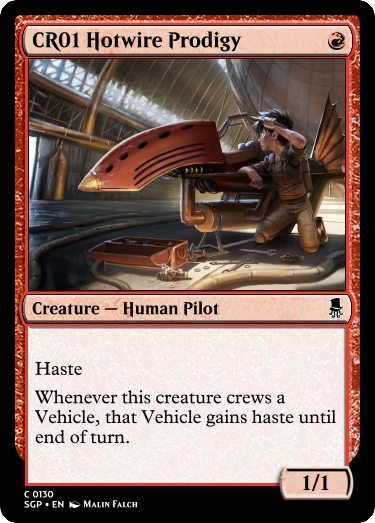 CR01 Hotwire Prodigy
Creature — Human Pilot
Haste
Whenever this creature crews a
Vehicle, that Vehicle gains haste until
end of turn.
1/1
C 0130
SGP • EN Malin Falch